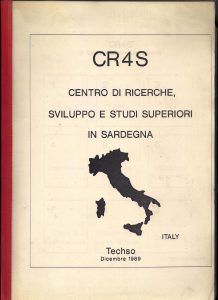 CR4S
CENTRO DI RICERCHE,
SVILUPPO E STUDI SUPERIORI
IN SARDEGNA
ITALY
Techso
Dicembre 1989